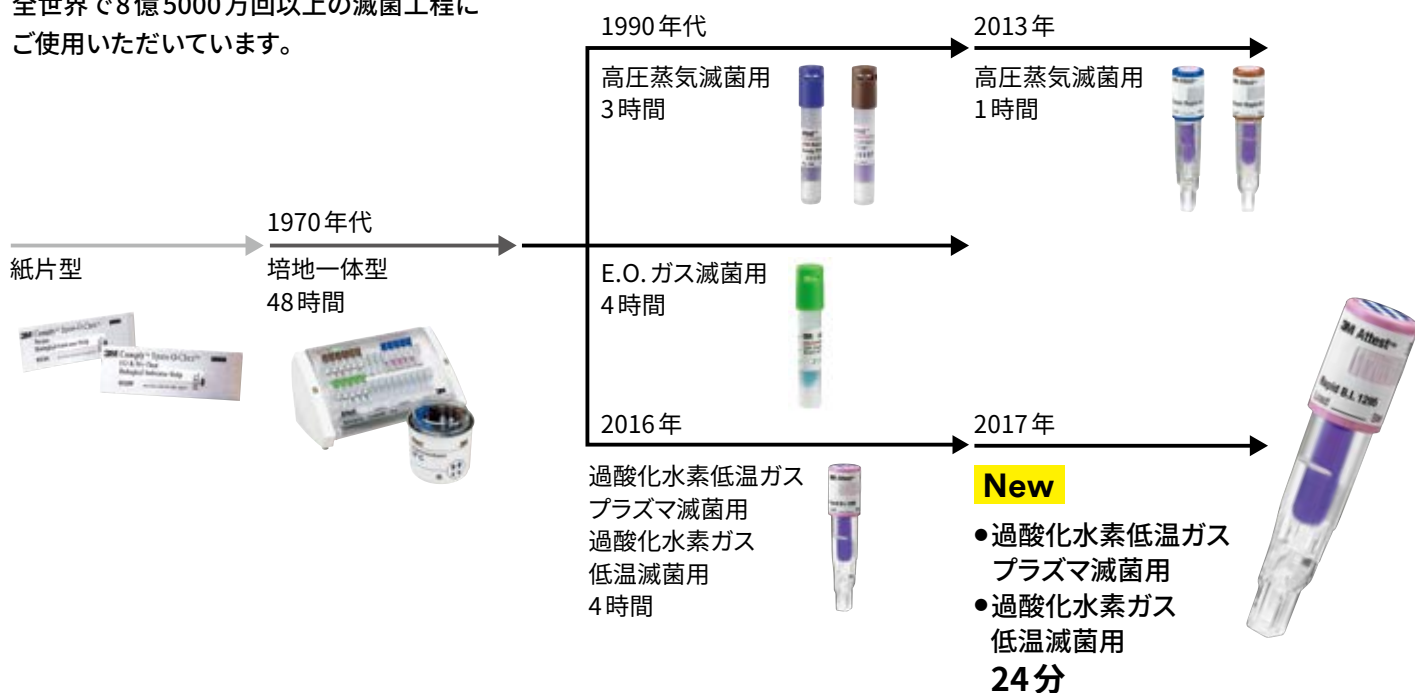 全世界で8億5000万回以上の滅菌工程に
ご使用いただいています。
紙片型
1970年代
培地一体型
48時間
1990年代
高圧蒸気滅菌用
3時間
2013年
高圧蒸気滅菌用
1時間
E.O.ガス滅菌用
4時間
2016年
過酸化水素低温ガス
プラズマ滅菌用
過酸化水素ガス
低温滅菌用
4時間
2017年
New
●過酸化水素低温ガス
プラズマ滅菌用
●過酸化水素ガス
低温滅菌用
24分
3M Attest™
Rapid B.I. 1295
Load